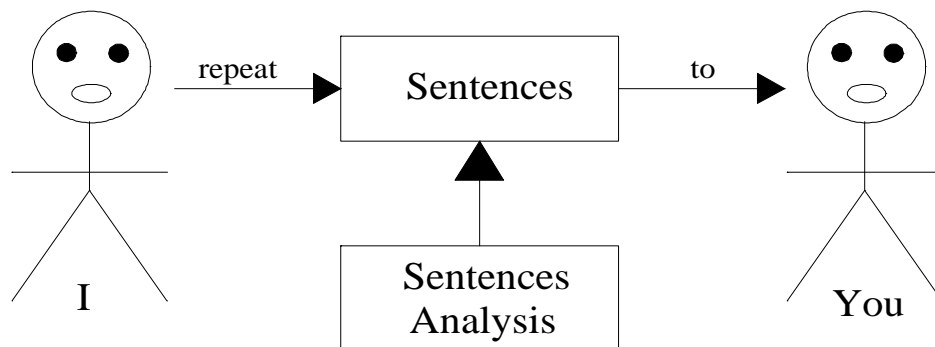 repeat
Sentences
to
Sentences
Analysis
I
You